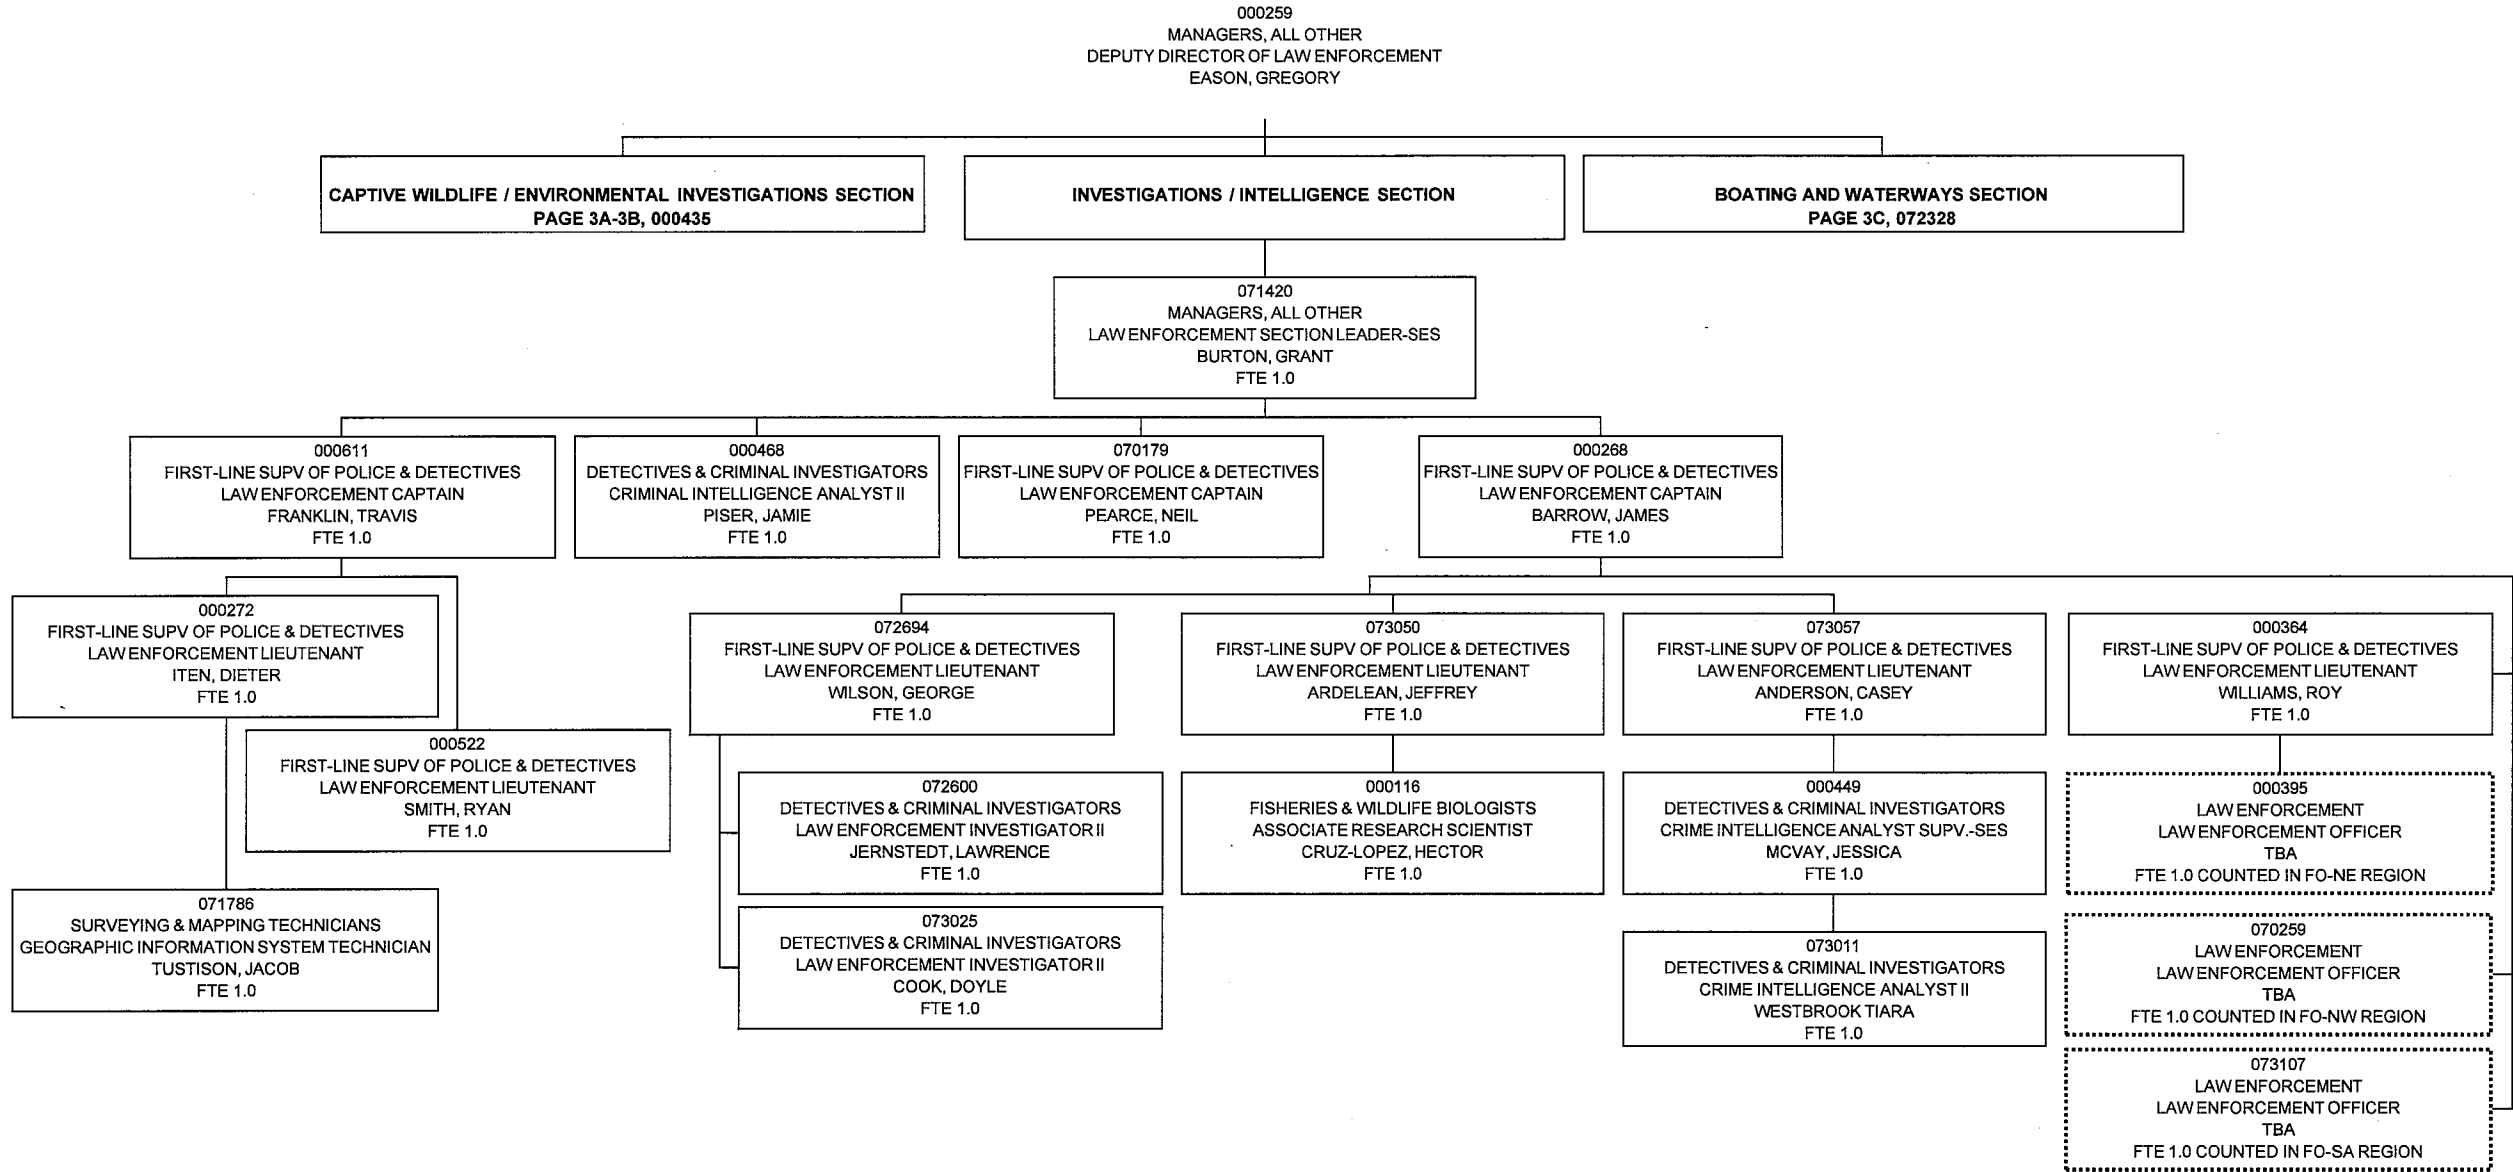 000259
MANAGERS, ALL OTHER
DEPUTY DIRECTOR OF LAW ENFORCEMENT
EASON, GREGORY
CAPTIVE WILDLIFE / ENVIRONMENTAL INVESTIGATIONS SECTION
PAGE 3A-3B, 000435
INVESTIGATIONS / INTELLIGENCE SECTION
BOATING AND WATERWAYS SECTION
PAGE 3C, 072328
071420
MANAGERS, ALL OTHER
LAW ENFORCEMENT SECTION LEADER-SES
BURTON, GRANT
FTE 1.0
000611
FIRST-LINE SUPV OF POLICE & DETECTIVES
LAW ENFORCEMENT CAPTAIN
FRANKLIN, TRAVIS
FTE 1.0
000468
DETECTIVES & CRIMINAL INVESTIGATORS
CRIMINAL INTELLIGENCE ANALYST II
PISER, JAMIE
FTE 1.0
070179
FIRST-LINE SUPV OF POLICE & DETECTIVES
LAW ENFORCEMENT CAPTAIN
PEARCE, NEIL
FTE 1.0
000268
FIRST-LINE SUPV OF POLICE & DETECTIVES
LAW ENFORCEMENT CAPTAIN
BARROW, JAMES
FTE 1.0
000272
FIRST-LINE SUPV OF POLICE & DETECTIVES
LAW ENFORCEMENT LIEUTENANT
ITEN, DIETER
FTE 1.0
000522
FIRST-LINE SUPV OF POLICE & DETECTIVES
LAW ENFORCEMENT LIEUTENANT
SMITH, RYAN
FTE 1.0
071786
SURVEYING & MAPPING TECHNICIANS
GEOGRAPHIC INFORMATION SYSTEM TECHNICIAN
TUSTISON, JACOB
FTE 1.0
072694
FIRST-LINE SUPV OF POLICE & DETECTIVES
LAW ENFORCEMENT LIEUTENANT
WILSON, GEORGE
FTE 1.0
072600
DETECTIVES & CRIMINAL INVESTIGATORS
LAW ENFORCEMENT INVESTIGATOR II
JERNSTEDT, LAWRENCE
FTE 1.0
073025
DETECTIVES & CRIMINAL INVESTIGATORS
LAW ENFORCEMENT INVESTIGATOR II
COOK, DOYLE
FTE 1.0
073050
FIRST-LINE SUPV OF POLICE & DETECTIVES
LAW ENFORCEMENT LIEUTENANT
ARDELEAN, JEFFREY
FTE 1.0
000116
FISHERIES & WILDLIFE BIOLOGISTS
ASSOCIATE RESEARCH SCIENTIST
CRUZ-LOPEZ, HECTOR
FTE 1.0
073057
FIRST-LINE SUPV OF POLICE & DETECTIVES
LAW ENFORCEMENT LIEUTENANT
ANDERSON, CASEY
FTE 1.0
000449
DETECTIVES & CRIMINAL INVESTIGATORS
CRIME INTELLIGENCE ANALYST SUPV.-SES
MCVAY, JESSICA
FTE 1.0
073011
DETECTIVES & CRIMINAL INVESTIGATORS
CRIME INTELLIGENCE ANALYST II
WESTBROOK TIARA
FTE 1.0
000364
FIRST-LINE SUPV OF POLICE & DETECTIVES
LAW ENFORCEMENT LIEUTENANT
WILLIAMS, ROY
FTE 1.0
000395
LAW ENFORCEMENT
LAW ENFORCEMENT OFFICER
TBA
FTE 1.0 COUNTED IN FO-NE REGION
070259
LAW ENFORCEMENT
LAW ENFORCEMENT OFFICER
TBA
FTE 1.0 COUNTED IN FO-NW REGION
073107
LAW ENFORCEMENT
LAW ENFORCEMENT OFFICER
TBA
FTE 1.0 COUNTED IN FO-SA REGION